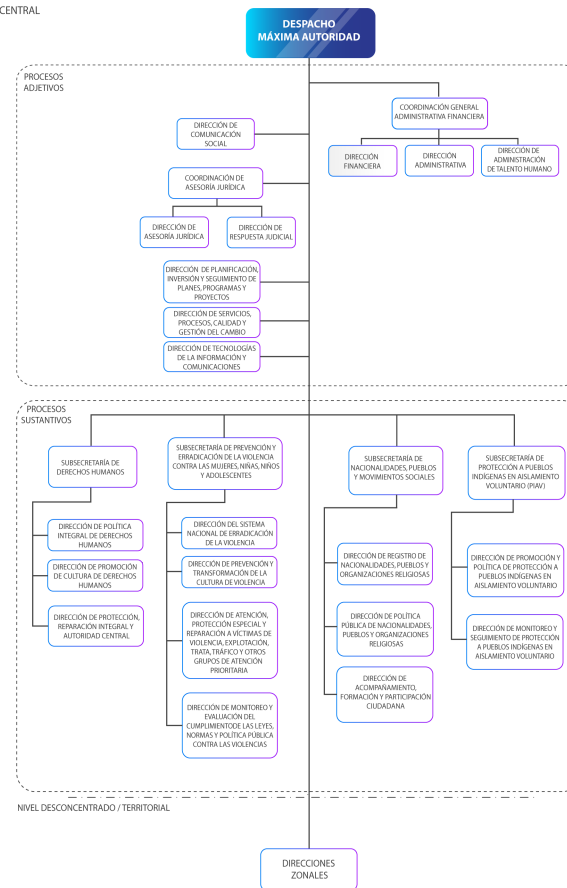 CENTRAL
DESPACHO
MÁXIMA AUTORIDAD
PROCESOS
ADJETIVOS
COORDINACIÓN GENERAL
ADMINISTRATIVA FINANCIERA
DIRECCIÓN DE
COMUNICACIÓN
SOCIAL
DIRECCIÓN
FINANCIERA
DIRECCIÓN
ADMINISTRATIVA
DIRECCIÓN DE
ADMINISTRACIÓN
DE TALENTO HUMANO
COORDINACIÓN DE
ASESORÍA JURÍDICA
DIRECCIÓN DE
ASESORÍA JURÍDICA
DIRECCIÓN DE
RESPUESTA JUDICIAL
DIRECCIÓN DE PLANIFICACIÓN,
INVERSIÓN Y SEGUIMIENTO DE
PLANES, PROGRAMAS Y
PROYECTOS
DIRECCIÓN DE SERVICIOS,
PROCESOS, CALIDAD Y
GESTIÓN DEL CAMBIO
DIRECCIÓN DE TECNOLOGÍAS
DE LA INFORMACIÓN Y
COMUNICACIONES
PROCESOS
SUSTANTIVOS
SUBSECRETARÍA DE
DERECHOS HUMANOS
DIRECCIÓN DE POLÍTICA
INTEGRAL DE DERECHOS
HUMANOS
DIRECCIÓN DE PROMOCIÓN
DE CULTURA DE DERECHOS
HUMANOS
DIRECCIÓN DE PROTECCIÓN,
REPARACIÓN INTEGRAL Y
AUTORIDAD CENTRAL
SUBSECRETARÍA DE PREVENCIÓN Y
ERRADICACIÓN DE LA VIOLENCIA
CONTRA LAS MUJERES, NIÑAS, NIÑOS
Y ADOLESCENTES
DIRECCIÓN DEL SISTEMA
NACIONAL DE ERRADICACIÓN
DE LA VIOLENCIA
DIRECCIÓN DE PREVENCIÓN Y
TRANSFORMACIÓN DE LA
CULTURA DE VIOLENCIA
DIRECCIÓN DE ATENCIÓN,
PROTECCIÓN ESPECIAL Y
REPARACIÓN A VÍCTIMAS DE
VIOLENCIA, EXPLOTACIÓN,
TRATA, TRÁFICO Y OTROS
GRUPOS DE ATENCIÓN
PRIORITARIA
DIRECCIÓN DE MONITOREO Y
EVALUACIÓN DEL
CUMPLIMIENTODE LAS LEYES,
NORMAS Y POLÍTICA PÚBLICA
CONTRA LAS VIOLENCIAS
SUBSECRETARÍA DE
NACIONALIDADES, PUEBLOS
Y MOVIMIENTOS SOCIALES
DIRECCIÓN DE REGISTRO DE
NACIONALIDADES, PUEBLOS Y
ORGANIZACIONES RELIGIOSAS
DIRECCIÓN DE POLÍTICA
PÚBLICA DE NACIONALIDADES,
PUEBLOS Y ORGANIZACIONES
RELIGIOSAS
DIRECCIÓN DE
ACOMPAÑAMIENTO,
FORMACIÓN Y PARTICIPACIÓN
CIUDADANA
SUBSECRETARÍA DE
PROTECCIÓN A PUEBLOS
INDÍGENAS EN AISLAMIENTO
VOLUNTARIO (PIAV)
DIRECCIÓN DE PROMOCIÓN Y
POLÍTICA DE PROTECCIÓN A
PUEBLOS INDÍGENAS EN
AISLAMIENTO VOLUNTARIO
DIRECCIÓN DE MONITOREO Y
SEGUIMIENTO DE PROTECCIÓN
A PUEBLOS INDÍGENAS EN
AISLAMIENTO VOLUNTARIO
NIVEL DESCONCENTRADO / TERRITORIAL
DIRECCIONES
ZONALES